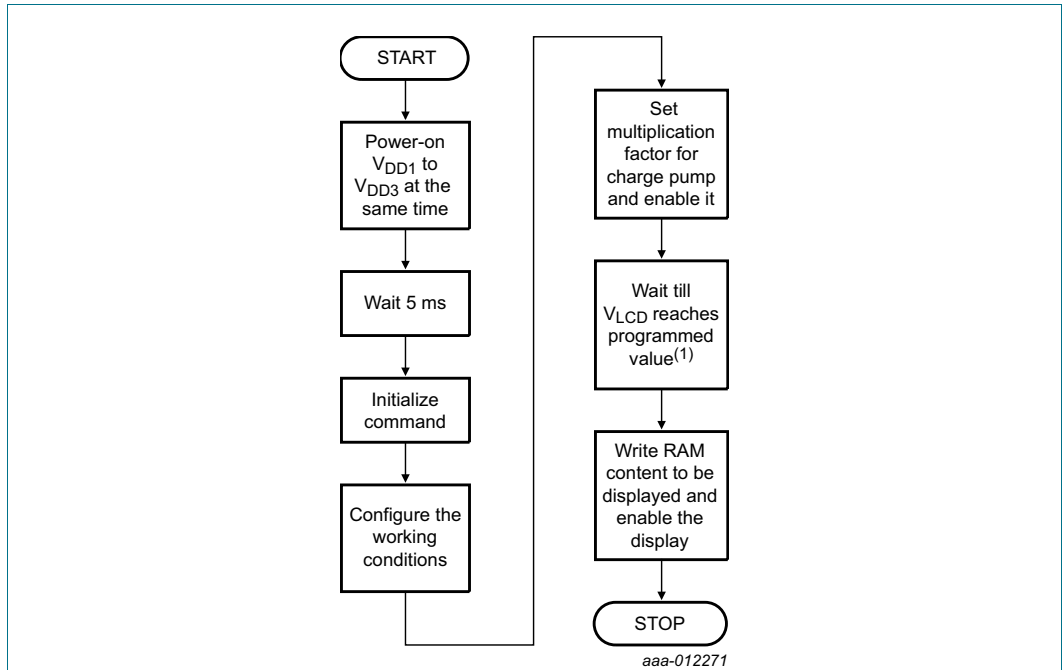 START
Power-on
VDD1 to
VDD3 at the
same time
Wait 5 ms
Initialize
command
Configure the
working
conditions
Set
multiplication
factor for
charge pump
and enable it
Wait till
VLCD reaches
programmed
value(1)
Write RAM
content to be
displayed and
enable the
display
STOP
aaa-012271